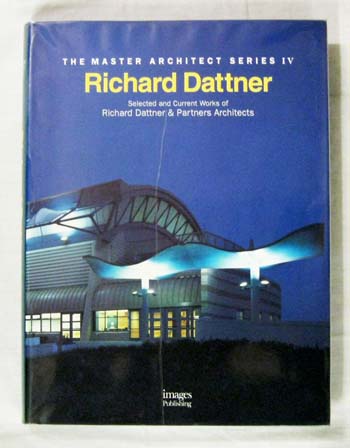 THE MASTER ARCHITECT SERIES IV
Richard Dattner
Selected and Current Works of
Richard Dattner & Partners Architects
images
Publishing